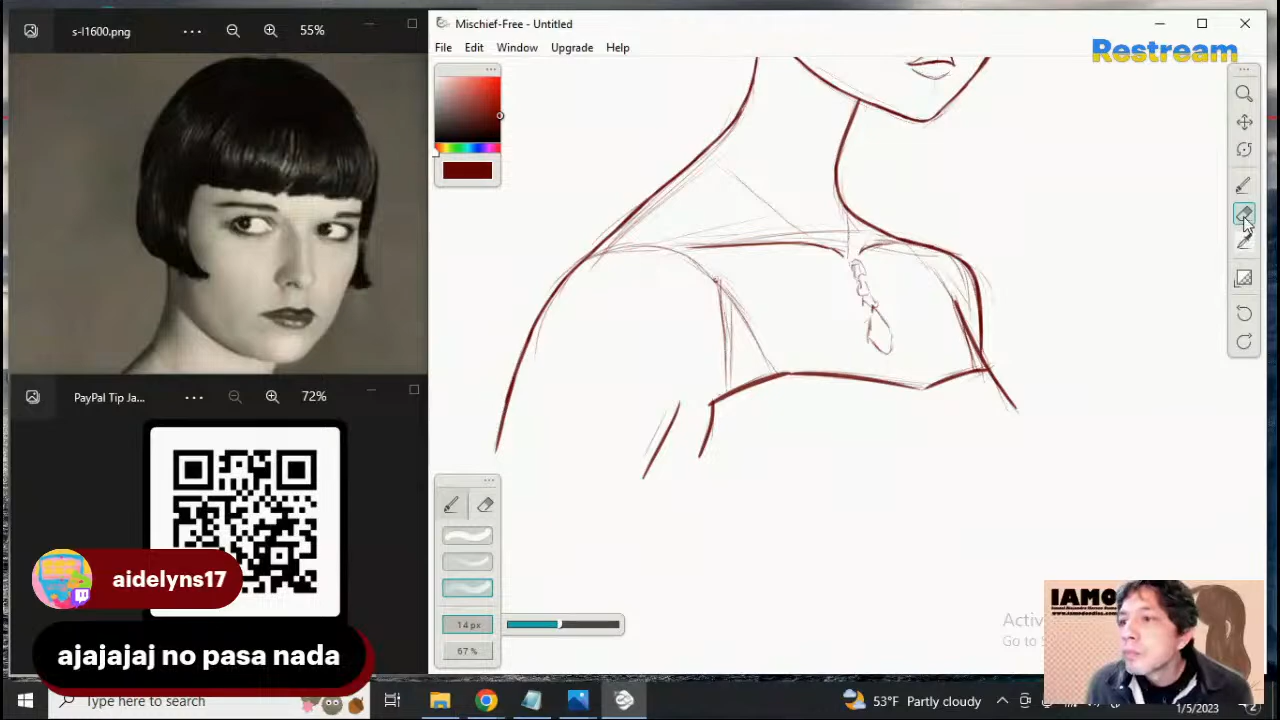 s-l1600.png
55%
Mischief-Free - Untitled
File Edit Window Upgrade Help
Restream
PayPal Tip Ja...
72%
aidelyns17
ajajajaj no pasa nada
14 px
67 %
IAMO
Type here to search
53°F Partly cloudy
1/5/2023